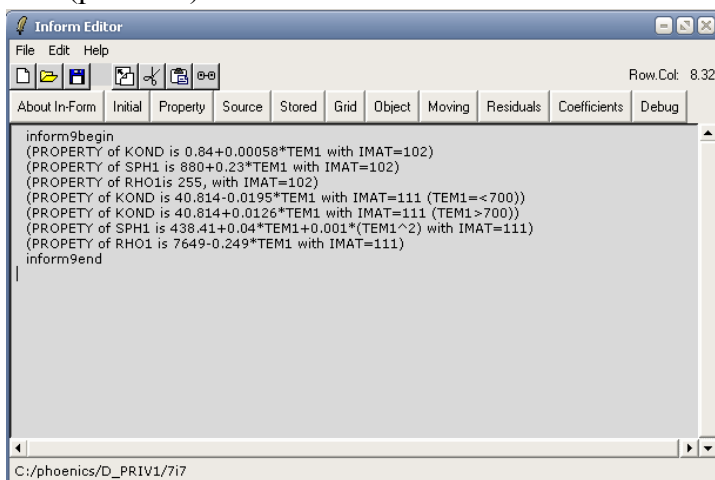 Inform Editor
File Edit Help
Row.Col: 8.32
About In-Form Initial Property Source Stored Grid Object Moving Residuals Coefficients Debug
inform9begin
(PROPERTY of KOND is 0.84+0.00058*TEM1 with IMAT=102)
(PROPERTY of SPH1 is 880+0.23*TEM1 with IMAT=102)
(PROPERTY of RHO1is 255, with IMAT=102)
(PROPETY of KOND is 40.814-0.0195*TEM1 with IMAT=111 (TEM1=<700))
(PROPETY of KOND is 40.814+0.0126*TEM1 with IMAT=111 (TEM1>700))
(PROPETY of SPH1 is 438.41+0.04*TEM1+0.001*(TEM1^2) with IMAT=111)
(PROPETY of RHO1 is 7649-0.249*TEM1 with IMAT=111)
inform9end
C:/phoenics/D_PRIV1/7i7